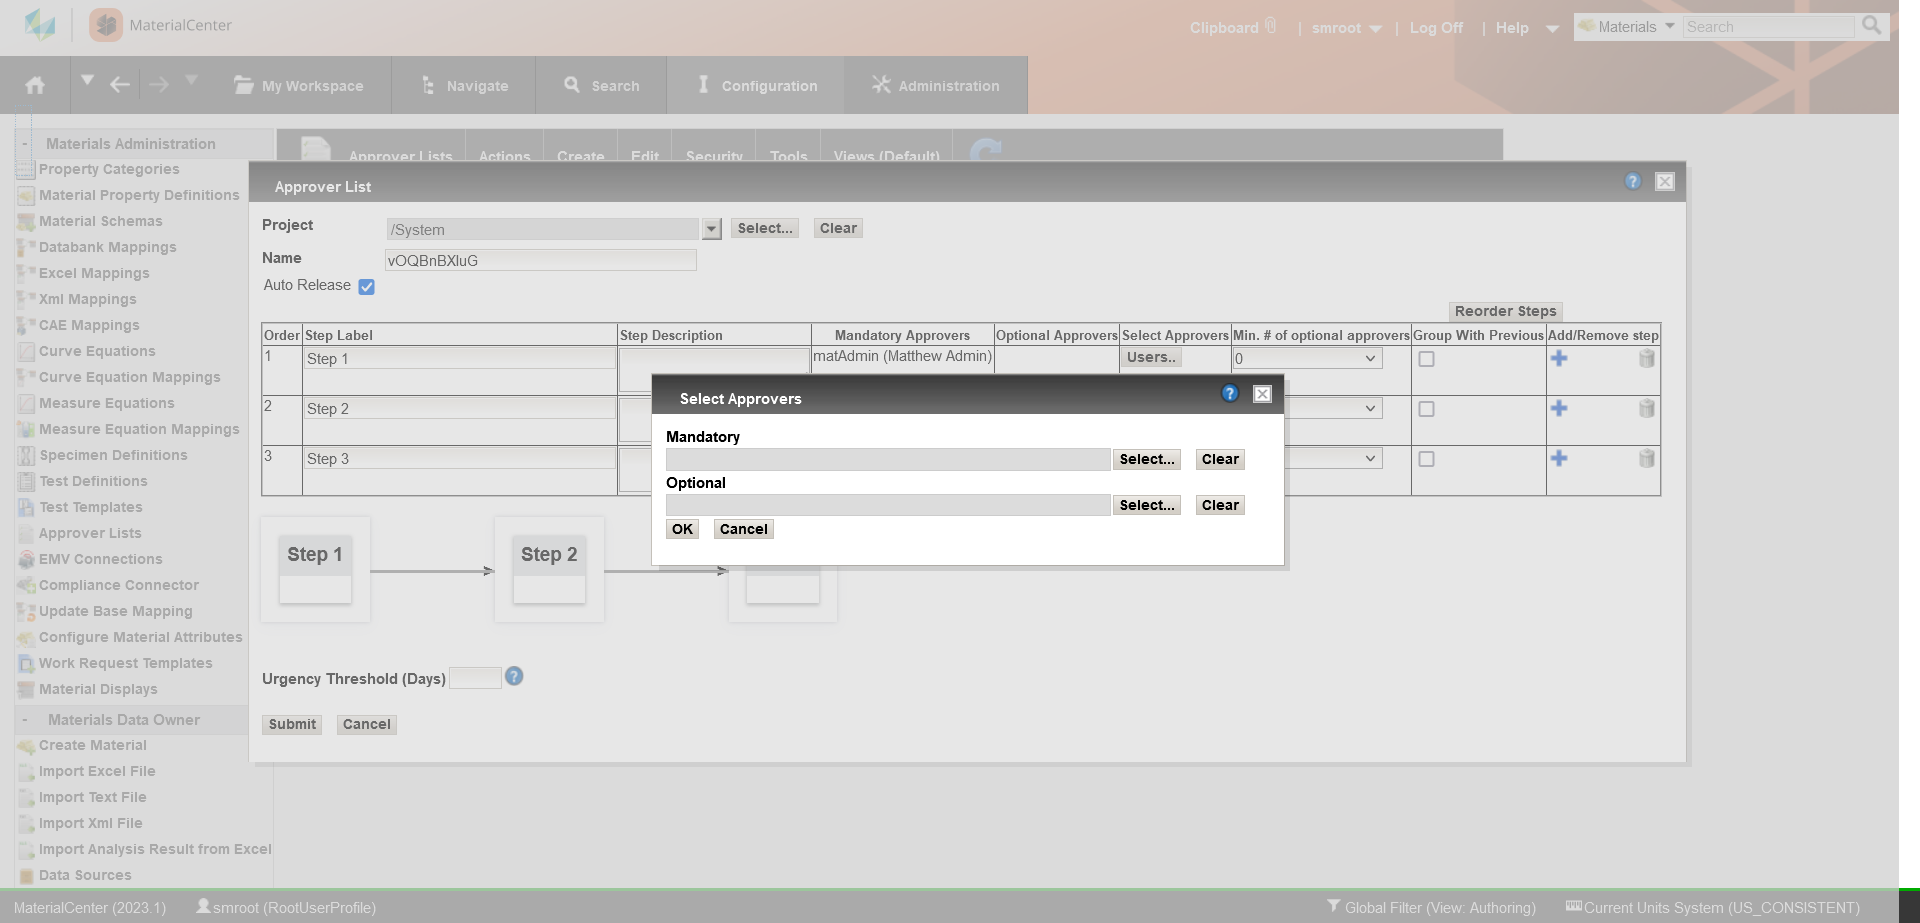 MaterialCenter
Clipboard | smroot | Log Off | Help Materials Search
My Workspace Navigate Search Configuration Administration
- Materials Administration
Approver Lists Actions Create Edit Security Tools Views (Default)
Property Categories
Material Property Definitions
Material Schemas
Databank Mappings
Excel Mappings
Xml Mappings
CAE Mappings
Curve Equations
Curve Equation Mappings
Measure Equations
Measure Equation Mappings
Specimen Definitions
Test Definitions
Test Templates
Approver Lists
EMV Connections
Compliance Connector
Update Base Mapping
Configure Material Attributes
Work Request Templates
Material Displays
- Materials Data Owner
Create Material
Import Excel File
Import Text File
Import Xml File
Import Analysis Result from Excel
Data Sources
Approver List ?
Project /System Select... Clear
Name vOQBnBXluG
Auto Release
Reorder Steps
Order Step Label Step Description Mandatory Approvers Optional Approvers Select Approvers Min. # of optional approvers Group With Previous Add/Remove step
1 Step 1 matAdmin (Matthew Admin) Users.. 0
2 Step 2
3 Step 3
Select Approvers ?
Mandatory
Select... Clear
Optional
Select... Clear
OK Cancel
Step 1 Step 2
Urgency Threshold (Days) ?
Submit Cancel
MaterialCenter (2023.1) smroot (RootUserProfile) Global Filter (View: Authoring) Current Units System (US_CONSISTENT)